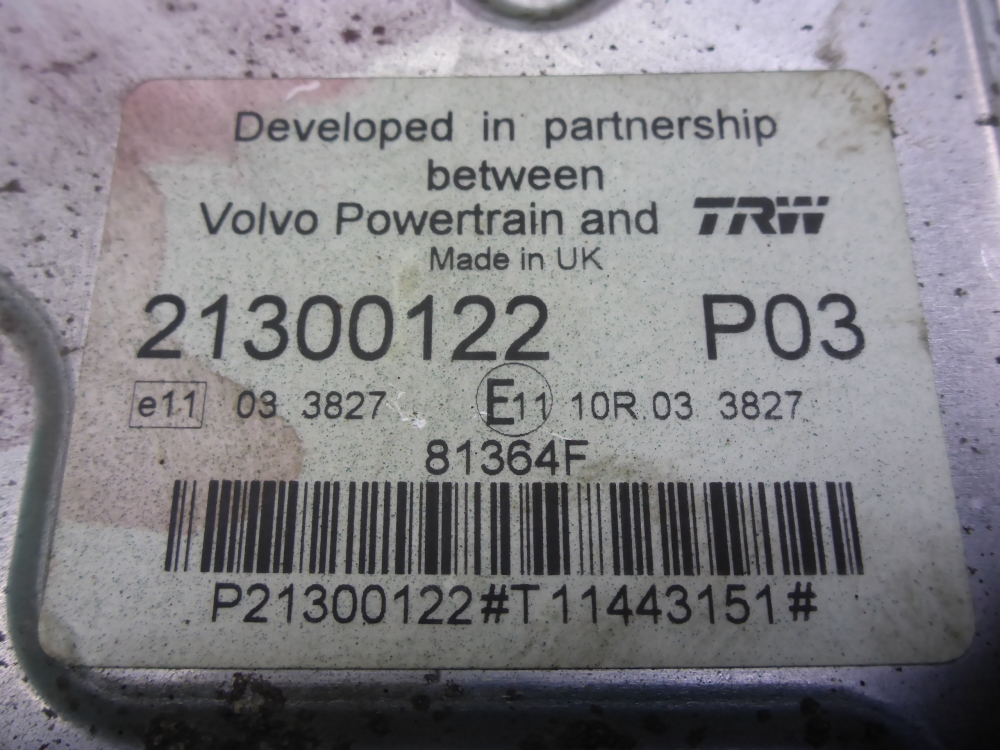 Developed in partnership
between
Volvo Powertrain and TRW
Made in UK
21300122 P03
e11 03 3827 E11 10R 03 3827
81364F
P21300122#T11443151#